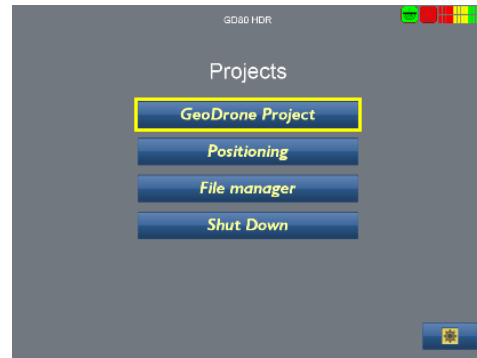 GD80 HDR
Projects
GeoDrone Project
Positioning
File manager
Shut Down